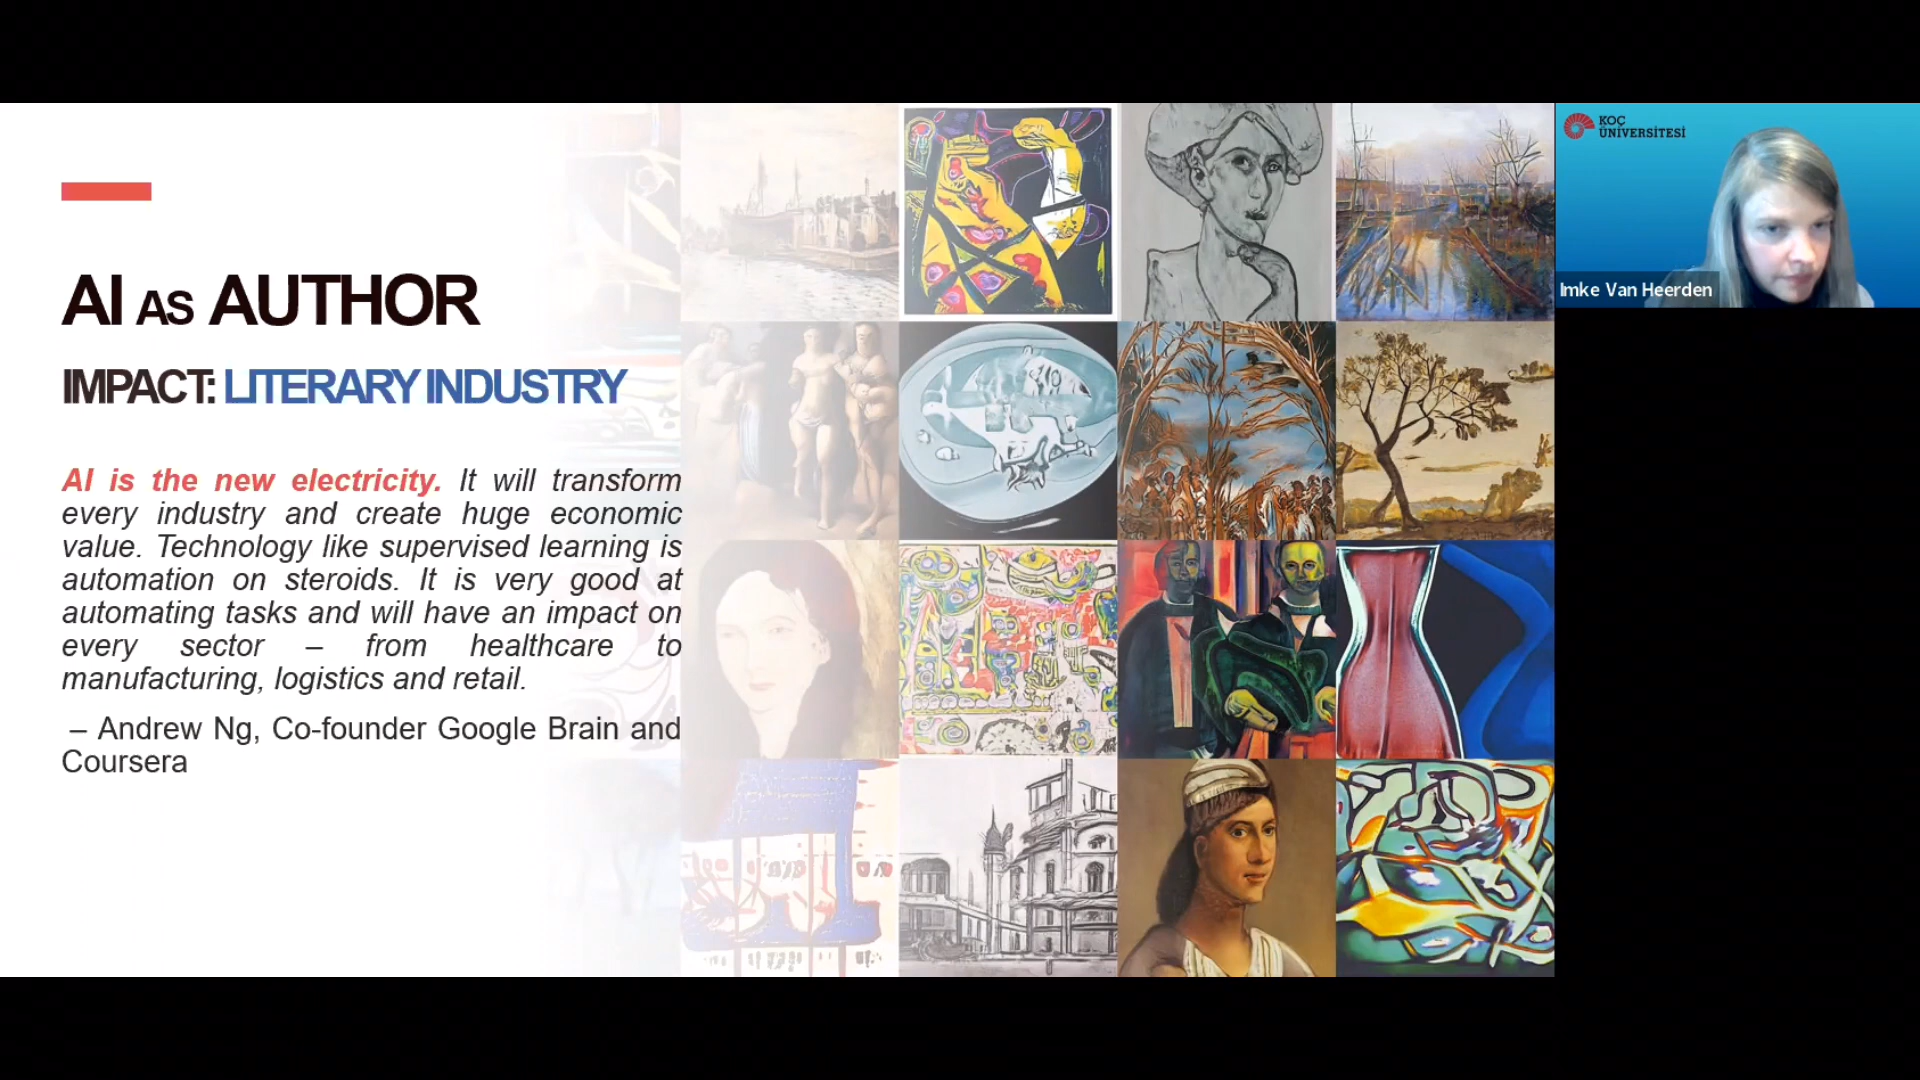 AI AS AUTHOR
IMPACT: LITERARY INDUSTRY
AI is the new electricity. It will transform
every industry and create huge economic
value. Technology like supervised learning is
automation on steroids. It is very good at
automating tasks and will have an impact on
every sector – from healthcare to
manufacturing, logistics and retail.
– Andrew Ng, Co-founder Google Brain and
Coursera
KOÇ
ÜNİVERSİTESİ
Imke Van Heerden